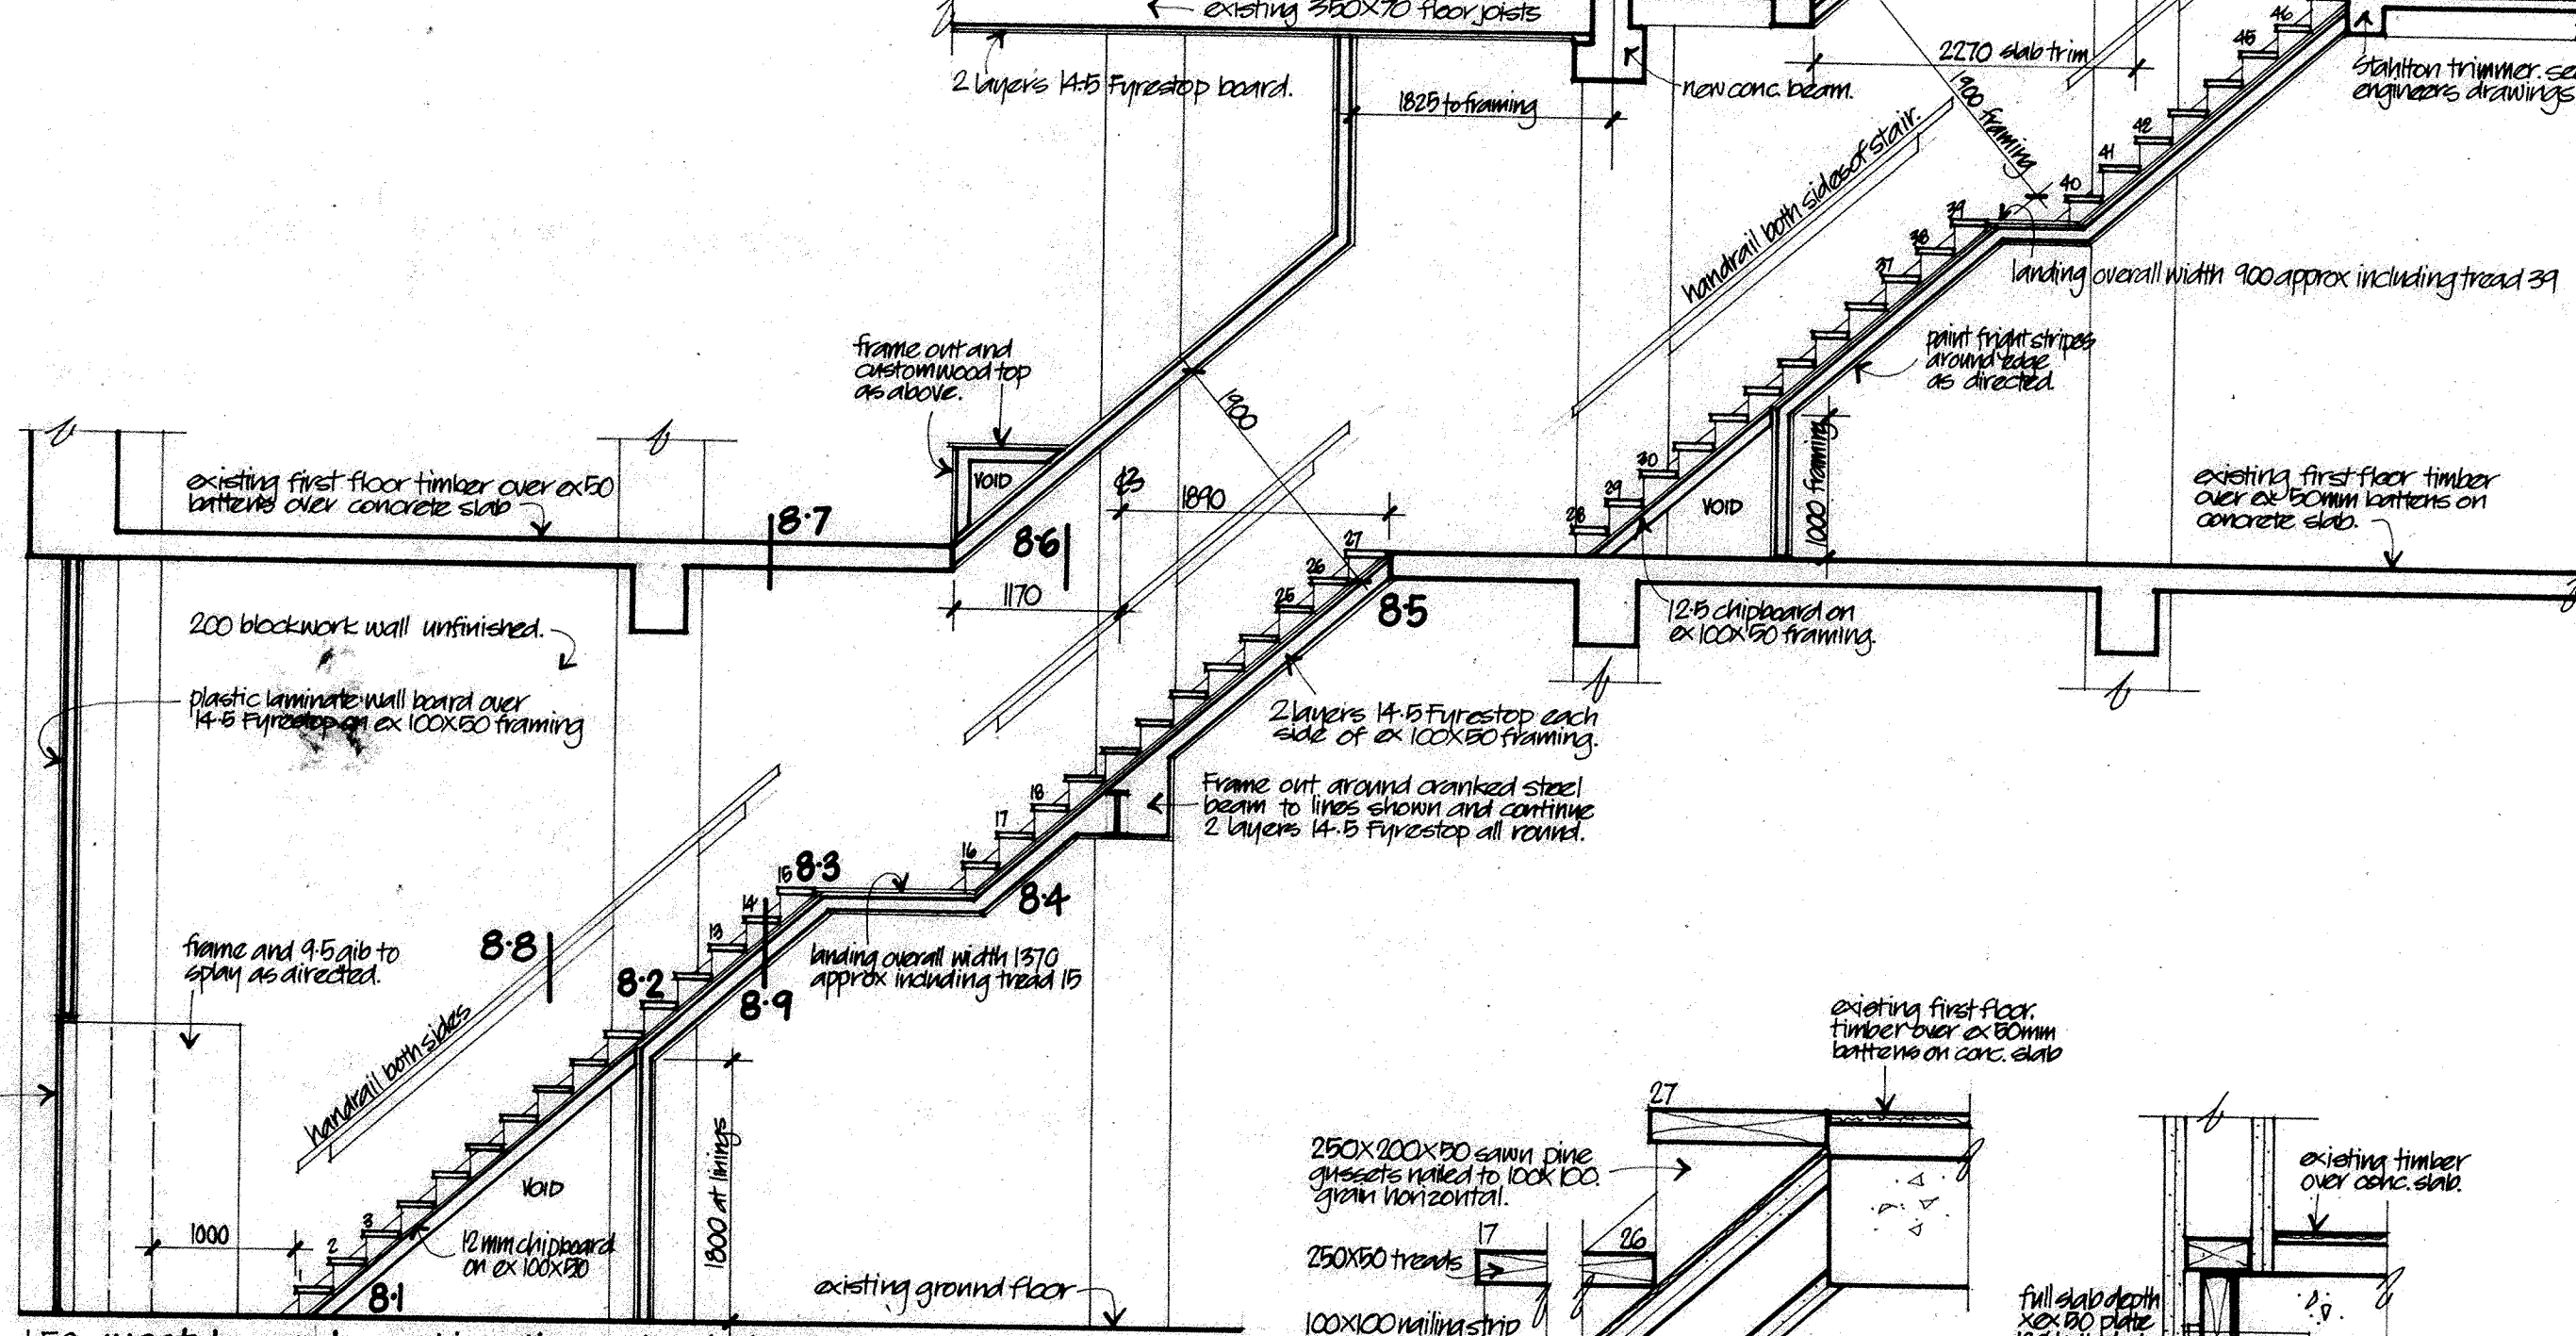 existing 350X70 floor joists
2 layers 14.5 Fyrestop board.
1825 to framing
new conc. beam.
2270 slab trim
1900 framing
46
45
Stahlton trimmer. se
engineers drawings
42
41
40
39
38
37
handrail both sides of stair.
landing overall width 900 approx including tread 39
paint fright stripes
around edge
as directed.
frame out and
customwood top
as above.
VOID
1900
existing first floor timber over ex 50
battens over concrete slab
8.7
8.6
1890
1170
27
26
25
8.5
30
29
28
VOID
1000 framing
existing first floor timber
over ex 50mm battens on
concrete slab.
12.5 chipboard on
ex 100X50 framing.
200 blockwork wall unfinished.
plastic laminate wall board over
14.5 Fyrestop on ex 100X50 framing
2 layers 14.5 Fyrestop each
side of ex 100X50 framing.
Frame out around cranked steel
beam to lines shown and continue
2 layers 14.5 Fyrestop all round.
18
17
16
15
8.3
8.4
14
13
landing overall width 1370
approx including tread 15
8.8
8.2
8.9
frame and 9.5 gib to
splay as directed.
handrail both sides
VOID
1800 at linings
1000
3
2
1
12mm chipboard
on ex 100x50
8.1
existing ground floor
existing first floor.
timber over ex 50mm
battens on conc. slab
27
250X200X50 sawn pine
gussets nailed to 100X100.
grain horizontal.
17
26
250X50 treads
100X100 nailing strip
existing timber
over conc. slab.
full slab depth
xex 50 plate